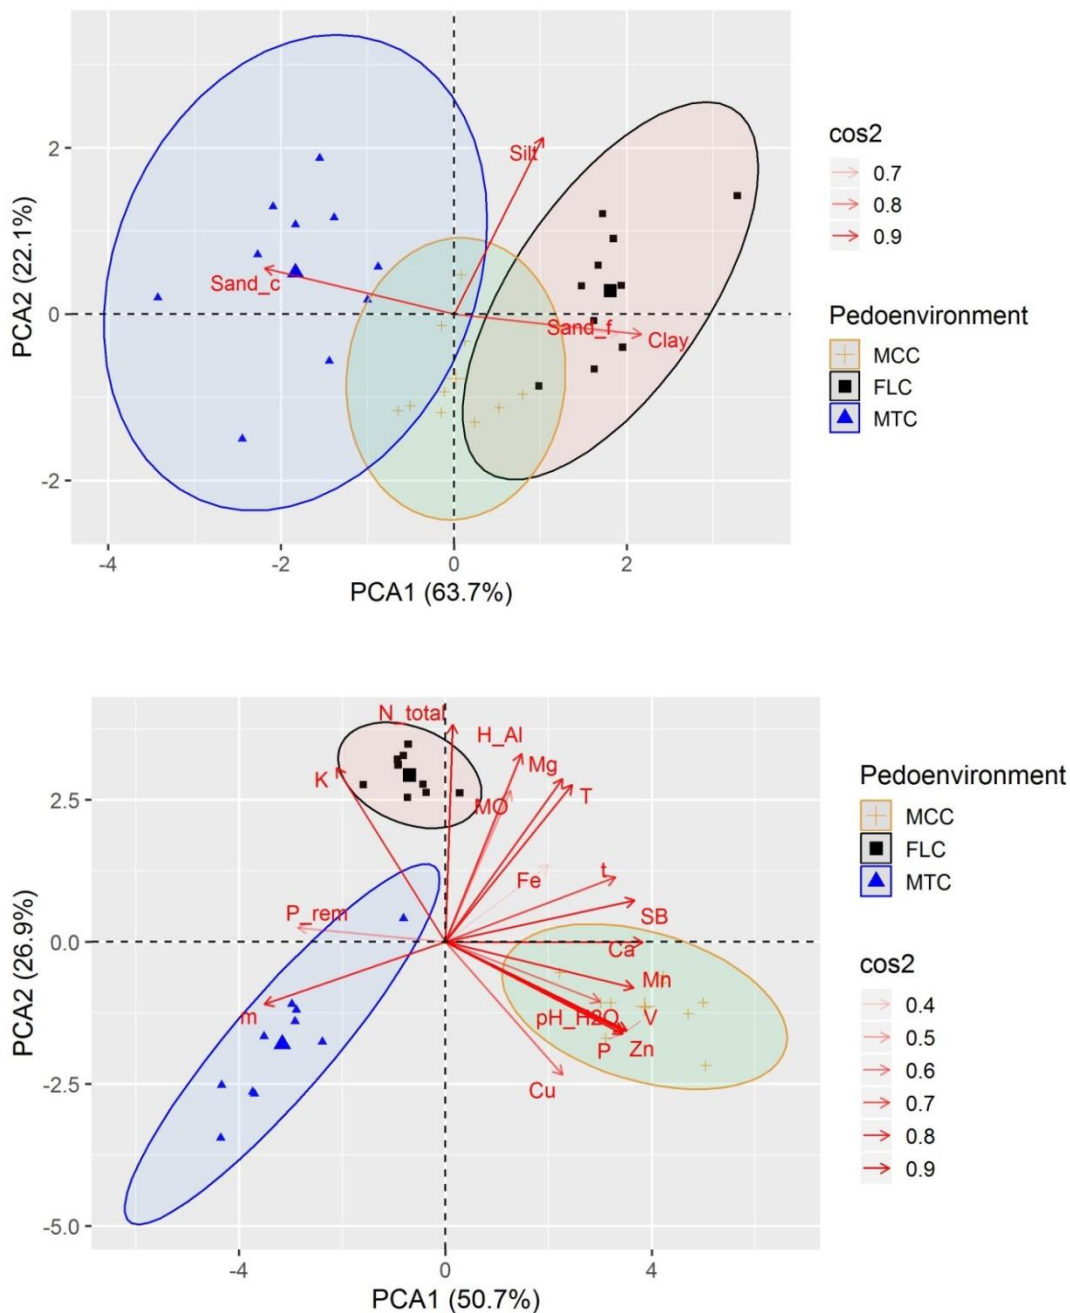 2
0
-2
PCA2 (22.1%)
Silt
Sand_c
Sand_f
Clay
-4
-2
0
2
PCA1 (63.7%)
cos2
0.7
0.8
0.9
Pedoenvironment
MCC
FLC
MTC
2.5
0.0
-2.5
-5.0
PCA2 (26.9%)
N_total
H_Al
K
Mg
MO
T
Fe
t
P_rem
SB
Ca
Mn
m
pH_H2O
V
P
Zn
Cu
-4
0
4
PCA1 (50.7%)
Pedoenvironment
MCC
FLC
MTC
cos2
0.4
0.5
0.6
0.7
0.8
0.9